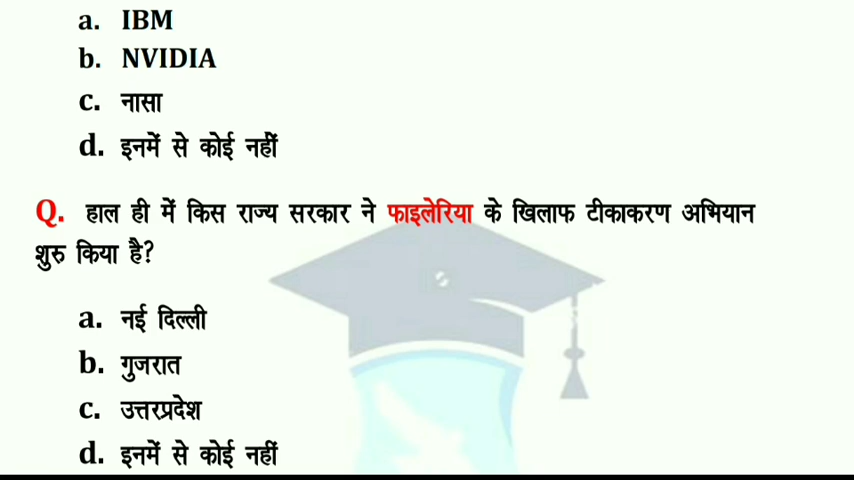 a. IBM
b. NVIDIA
c. नासा
d. इनमें से कोई नहीं
Q. हाल ही में किस राज्य सरकार ने फाइलेरिया के खिलाफ टीकाकरण अभियान
शुरु किया है?
a. नई दिल्ली
b. गुजरात
c. उत्तरप्रदेश
d. इनमें से कोई नहीं